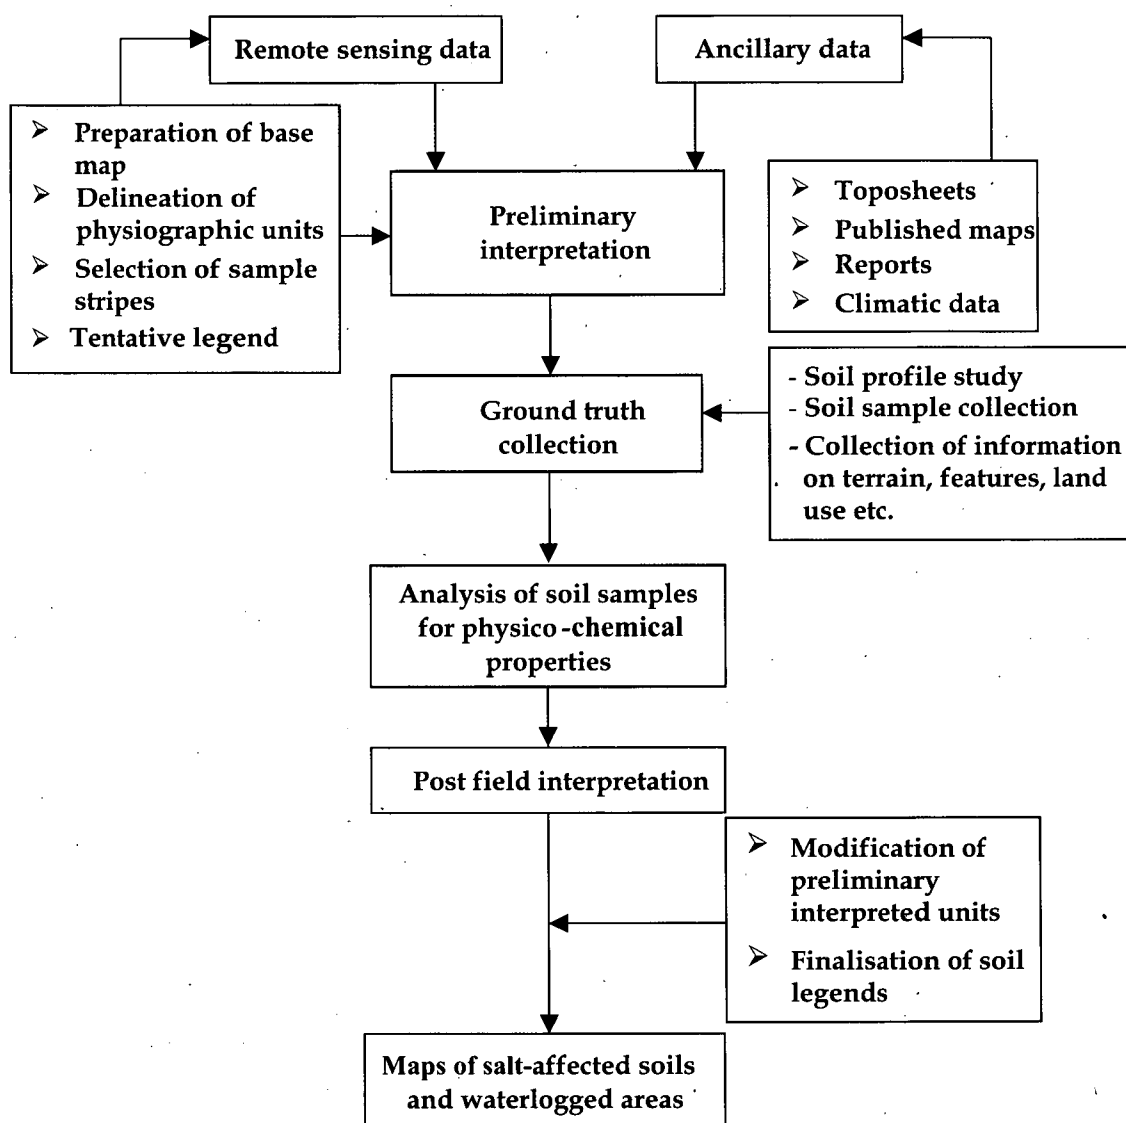 Remote sensing data
Ancillary data
➢ Preparation of base
map
➢ Delineation of
physiographic units
➢ Selection of sample
stripes
➢ Tentative legend
Preliminary
interpretation
➢ Toposheets
➢ Published maps
➢ Reports
➢ Climatic data
Ground truth
collection
- Soil profile study
- Soil sample collection
- Collection of information
on terrain, features, land
use etc.
Analysis of soil samples
for physico-chemical
properties
Post field interpretation
➢ Modification of
preliminary
interpreted units
➢ Finalisation of soil
legends
Maps of salt-affected soils
and waterlogged areas